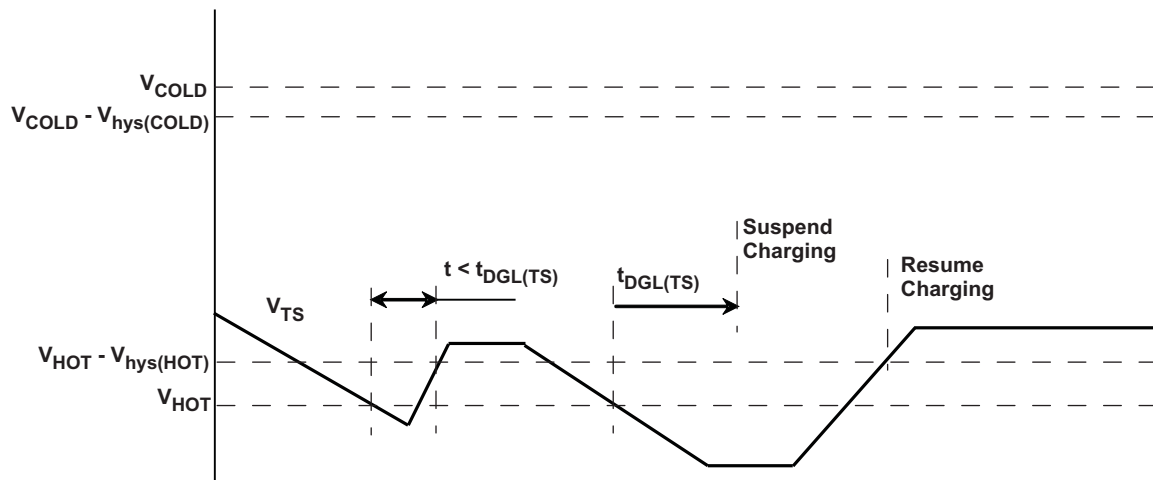 V_COLD
V_COLD - V_hys(COLD)
Suspend
Charging
t < t_DGL(TS)
t_DGL(TS)
Resume
Charging
V_TS
V_HOT - V_hys(HOT)
V_HOT